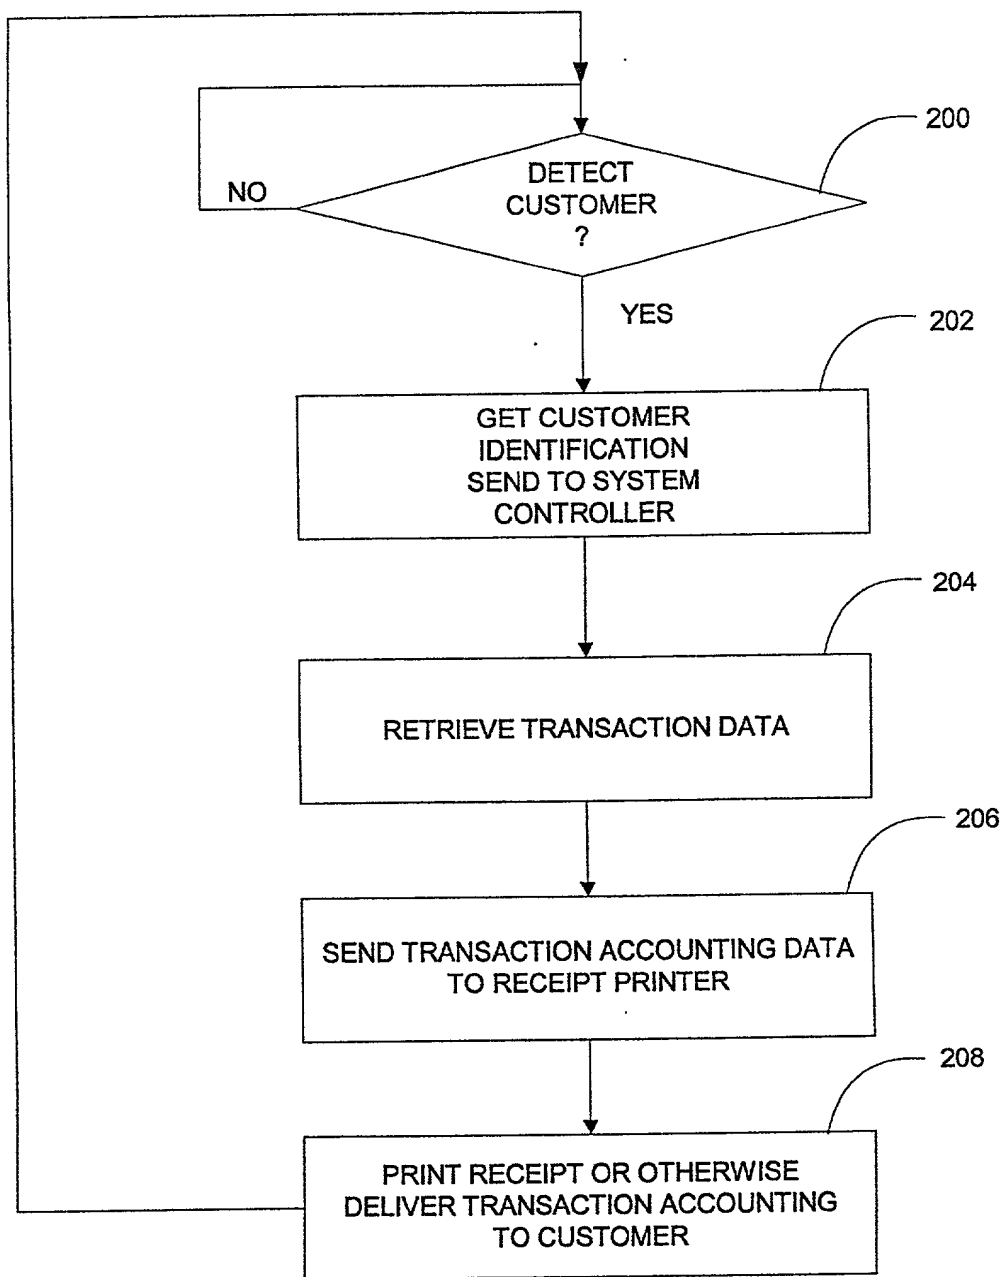 200
DETECT
CUSTOMER
?
NO
YES
202
GET CUSTOMER
IDENTIFICATION
SEND TO SYSTEM
CONTROLLER
204
RETRIEVE TRANSACTION DATA
206
SEND TRANSACTION ACCOUNTING DATA
TO RECEIPT PRINTER
208
PRINT RECEIPT OR OTHERWISE
DELIVER TRANSACTION ACCOUNTING
TO CUSTOMER